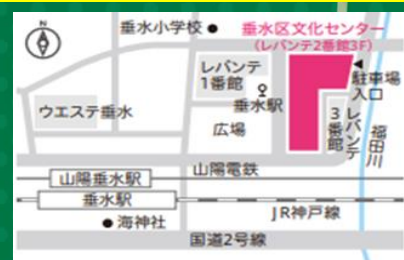 N
垂水小学校
垂水区文化センター
(レバンテ2番館3F)
レバンテ
1番館
駐車場
入口
垂水駅
ウエステ垂水
広場
レバンテ
3番館
福田川
山陽電鉄
山陽垂水駅
垂水駅
JR神戸線
海神社
国道2号線